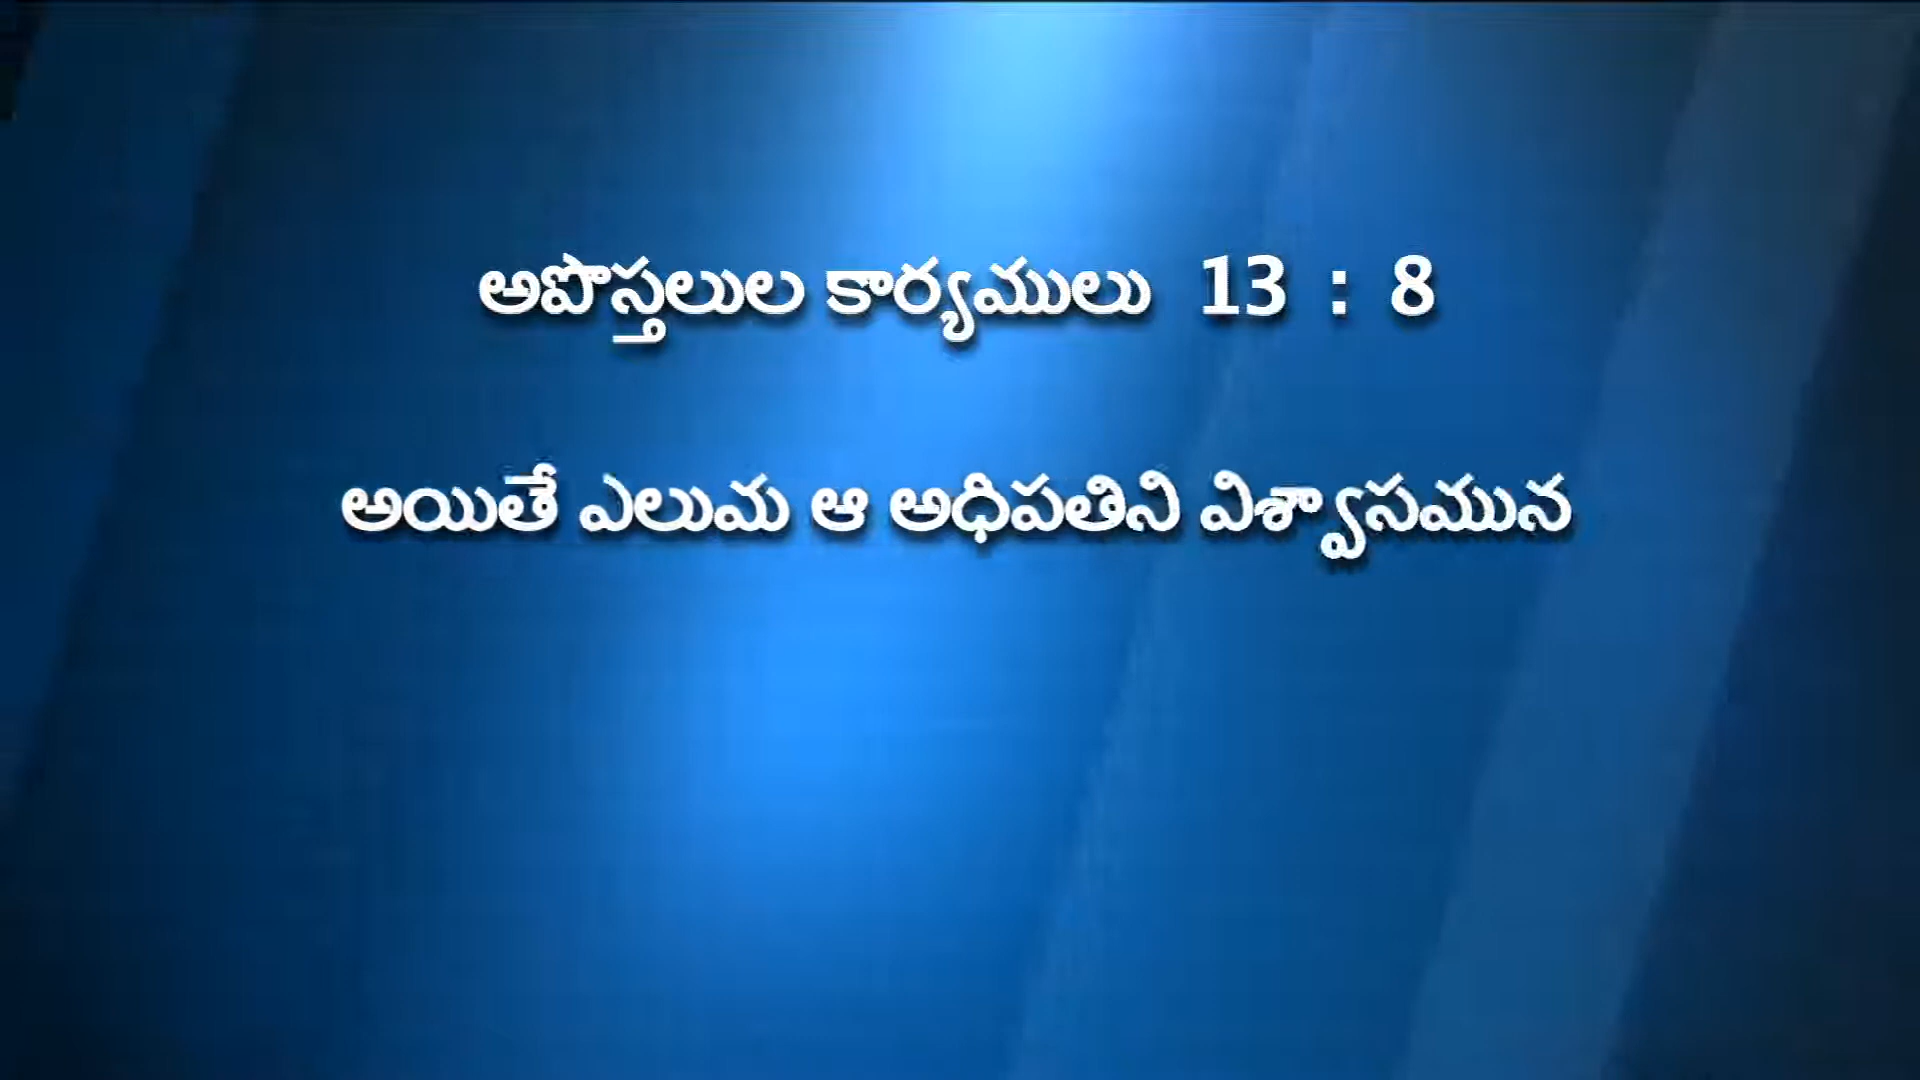 అపొస్తలుల కార్యములు 13 : 8
అయితే ఎలుమ ఆ అధిపతిని విశ్వాసమున